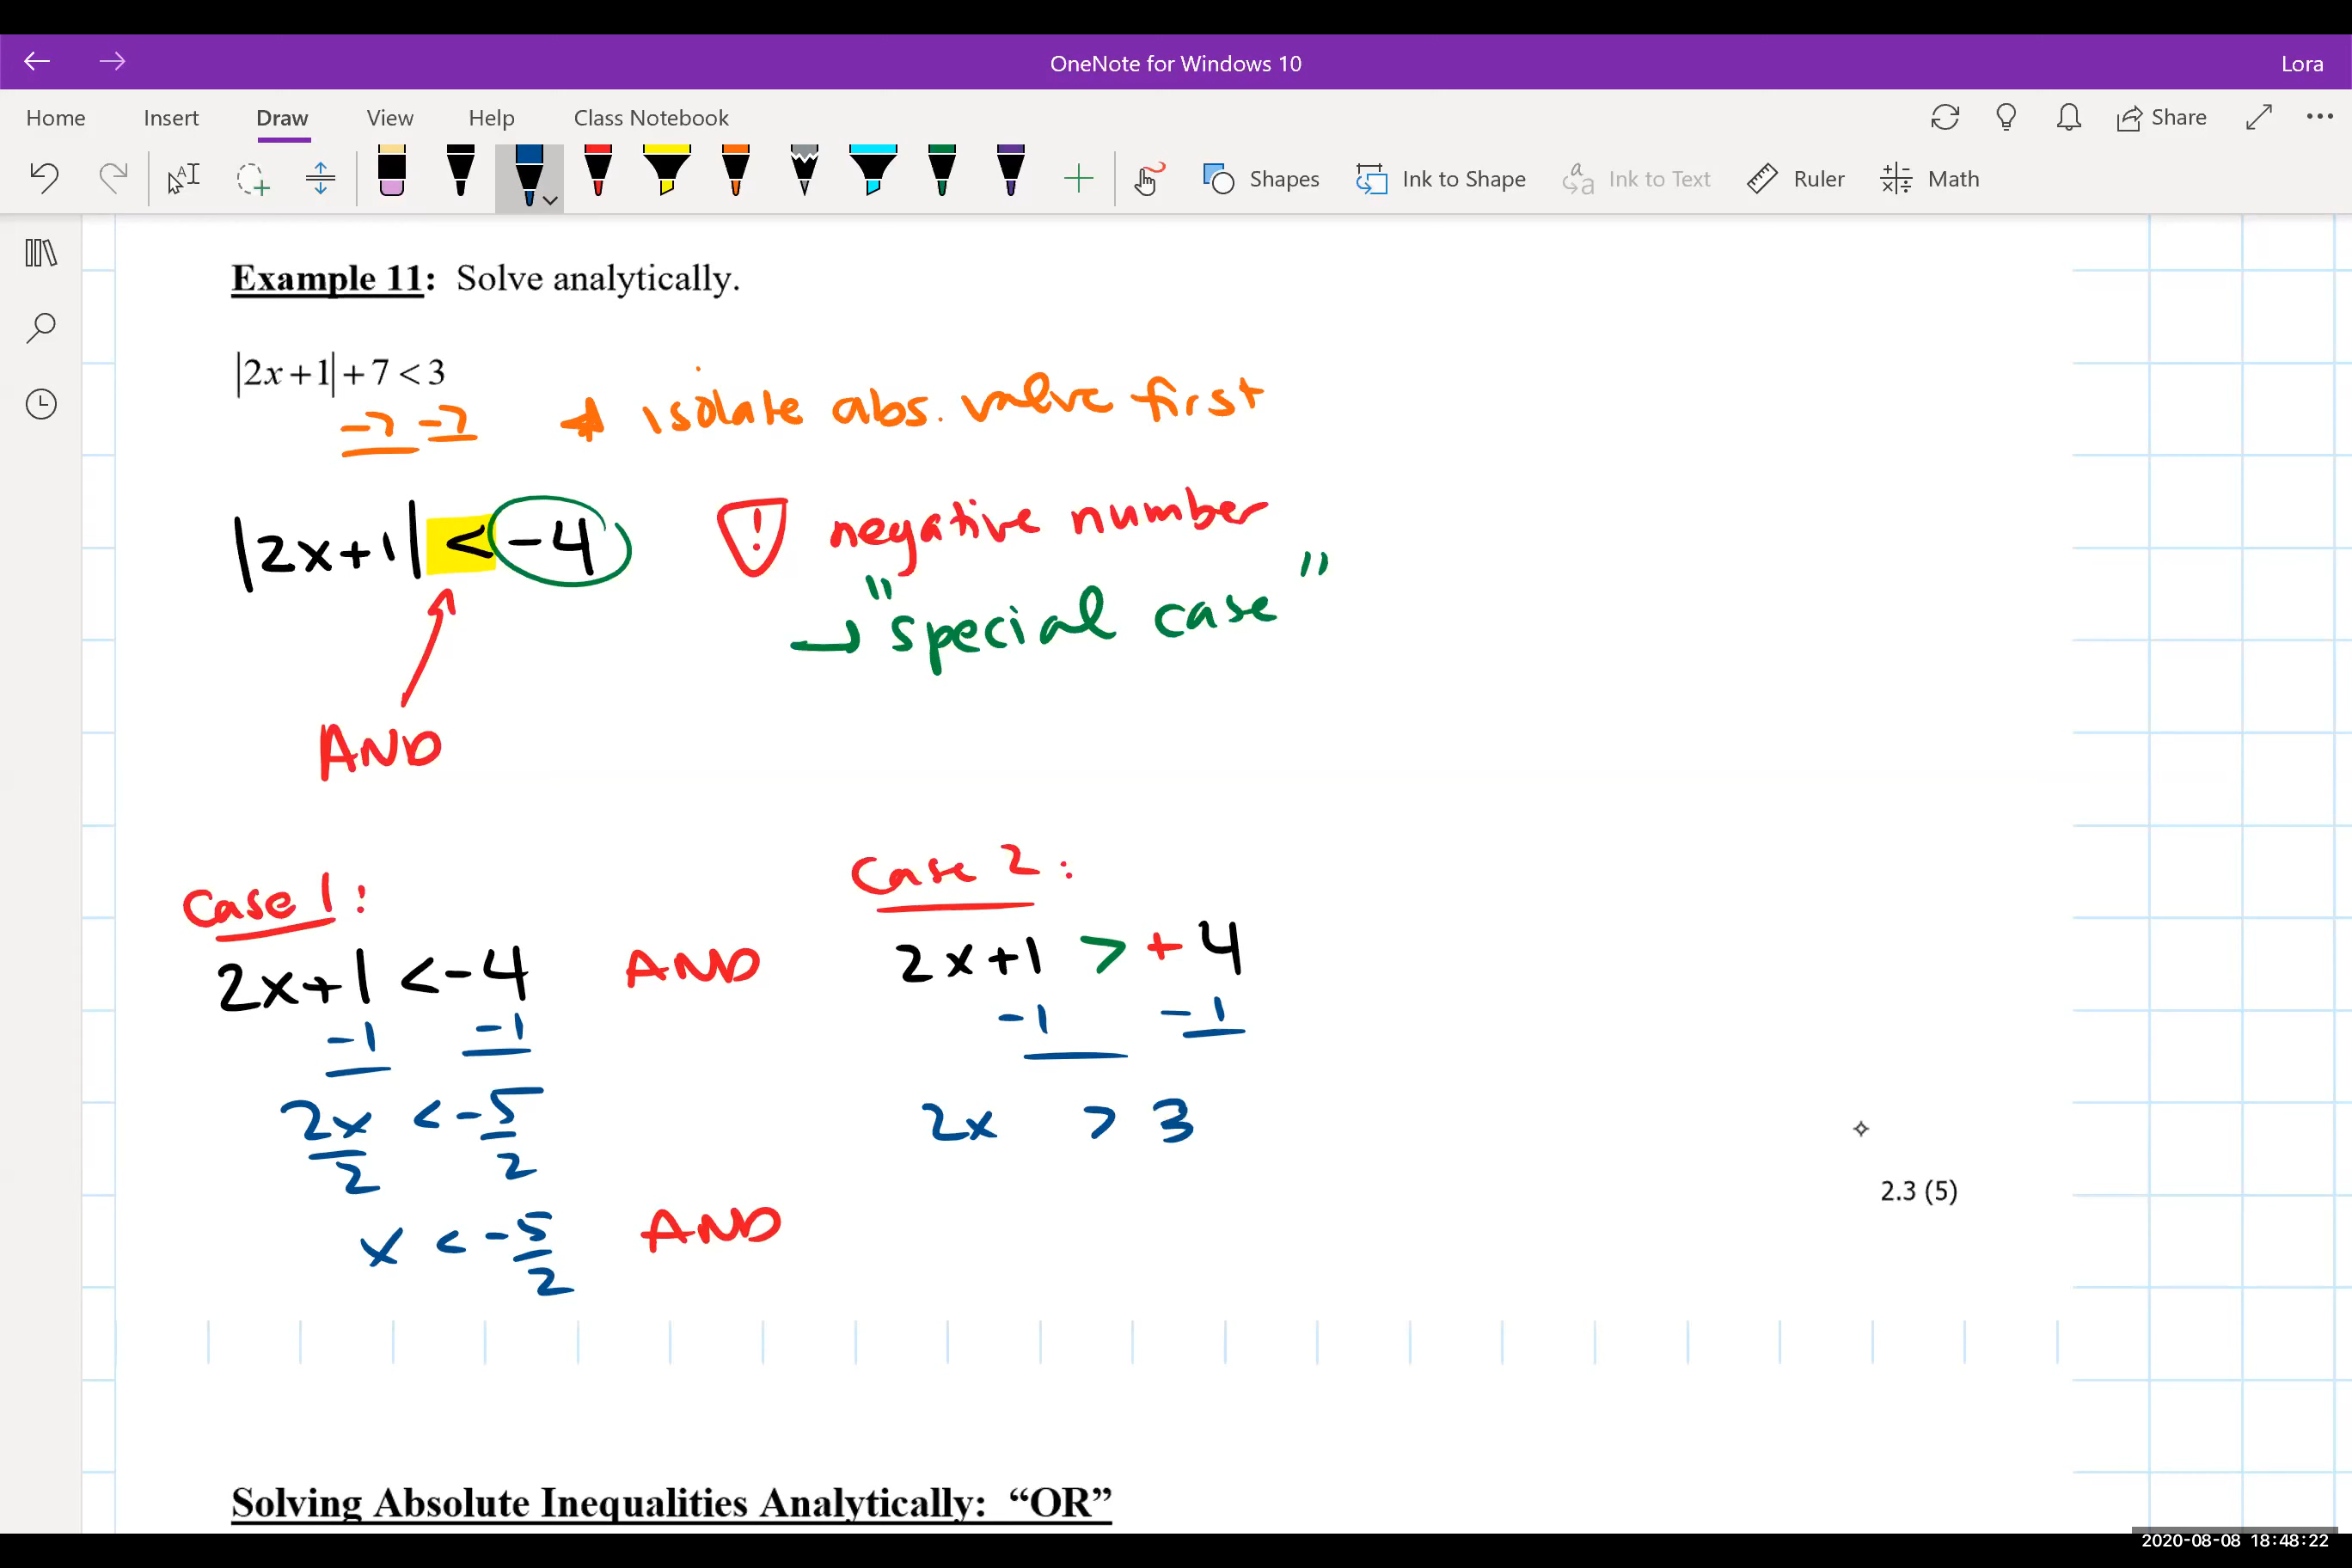 OneNote for Windows 10
Lora
Home Insert Draw View Help Class Notebook
Share
Shapes Ink to Shape Ink to Text Ruler Math
Example 11: Solve analytically.
|2x+1|+7<3
-7 -7 isolate abs. value first
|2x+1| < -4 ! negative number
→ "special case"
AND
Case 1: Case 2:
2x+1 < -4 AND 2x+1 > +4
-1 -1 -1 -1
2x/2 < -5/2 2x > 3
x < -5/2 AND
2.3 (5)
Solving Absolute Inequalities Analytically: “OR”
2020-08-08 18:48:22